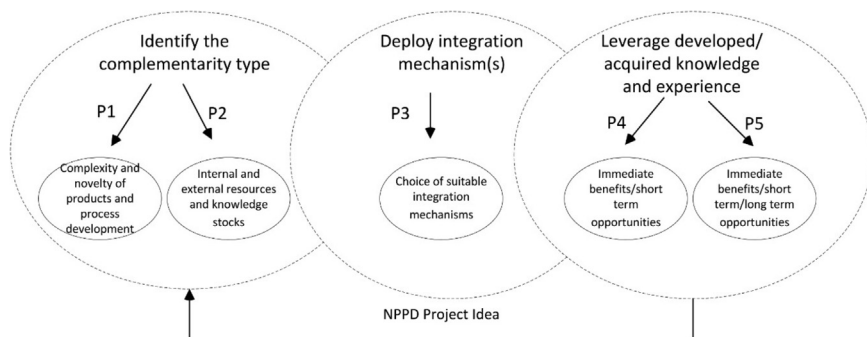 Identify the
complementarity type
P1
P2
Complexity and
novelty of
products and
process
development
Internal and
external resources
and knowledge
stocks
Deploy integration
mechanism(s)
P3
Choice of suitable
integration
mechanisms
Leverage developed/
acquired knowledge
and experience
P4
P5
Immediate
benefits/short
term
opportunities
Immediate
benefits/short
term/long term
opportunities
NPPD Project Idea